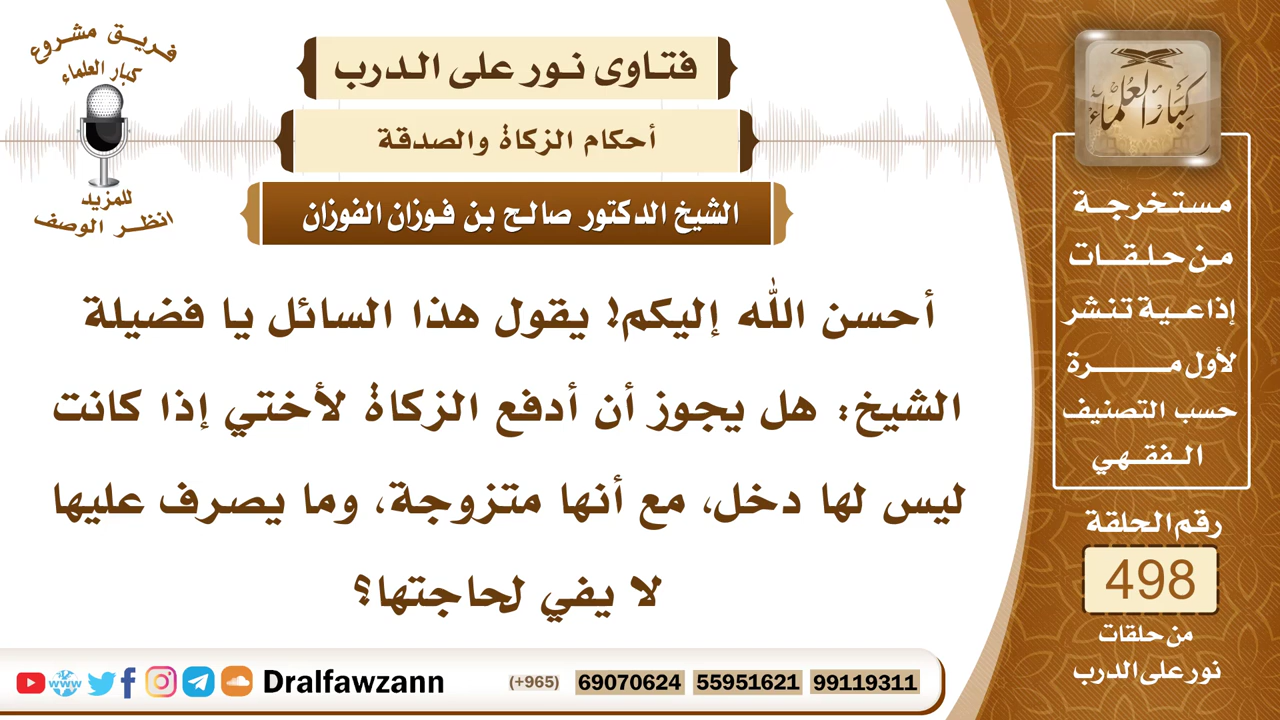 فريق مشروع
كبار العلماء
للمزيد
انظر الوصف
فتاوى نور على الدرب
أحكام الزكاة والصدقة
الشيخ الدكتور صالح بن فوزان الفوزان
أحسن الله إليكم! يقول هذا السائل يا فضيلة
الشيخ: هل يجوز أن أدفع الزكاة لأختي إذا كانت
ليس لها دخل، مع أنها متزوجة، وما يصرف عليها
لا يفي لحاجتها؟
كبار العلماء
مستخرجة
من حلقات
إذاعية تنشر
لأول مرة
حسب التصنيف
الفقهي
رقم الحلقة
498
من حلقات
نور على الدرب
www
Dralfawzann
(+965) 69070624 55951621 99119311